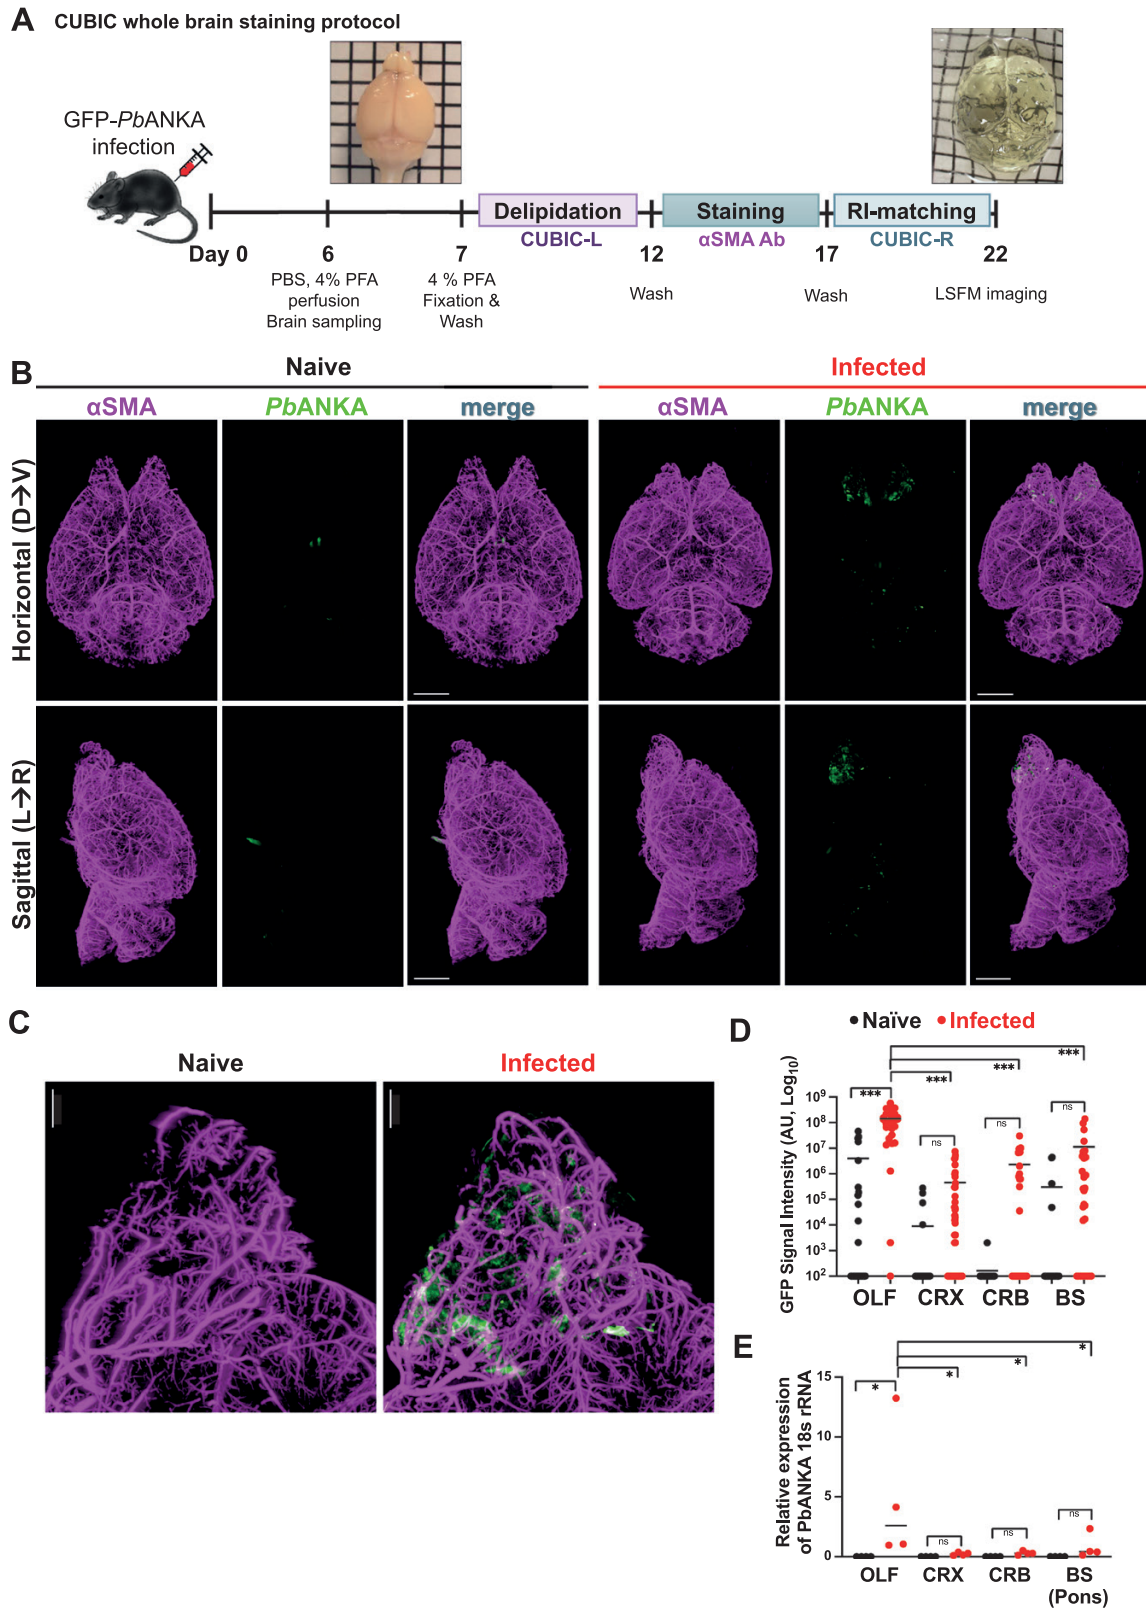 A CUBIC whole brain staining protocol
GFP-PbANKA
infection
Delipidation
Staining
RI-matching
CUBIC-L
αSMA Ab
CUBIC-R
Day 0
6
7
12
17
22
PBS, 4% PFA
perfusion
Brain sampling
4 % PFA
Fixation &
Wash
Wash
Wash
LSFM imaging
B
Naive
Infected
αSMA
PbANKA
merge
αSMA
PbANKA
merge
Horizontal (D→V)
Sagittal (L→R)
C
Naive
Infected
D
Naïve
Infected
GFP Signal Intensity (AU, Log10)
10⁹
10⁸
10⁷
10⁶
10⁵
10⁴
10³
10²
***
***
***
***
ns
ns
ns
OLF
CRX
CRB
BS
E
Relative expression
of PbANKA 18s rRNA
15
10
5
0
*
*
*
*
ns
ns
ns
OLF
CRX
CRB
BS
(Pons)